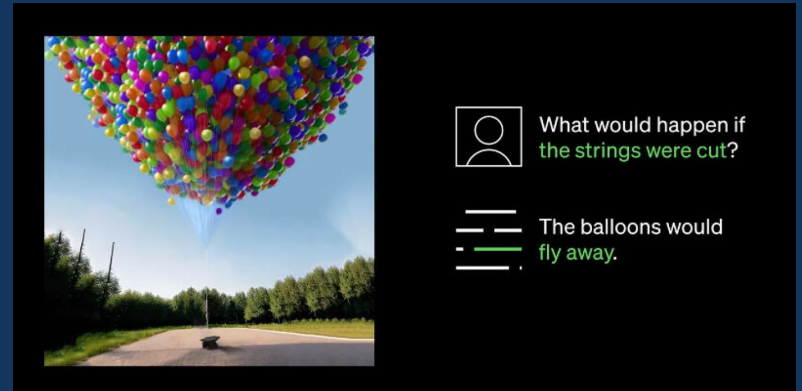 What would happen if
the strings were cut?
The balloons would
fly away.